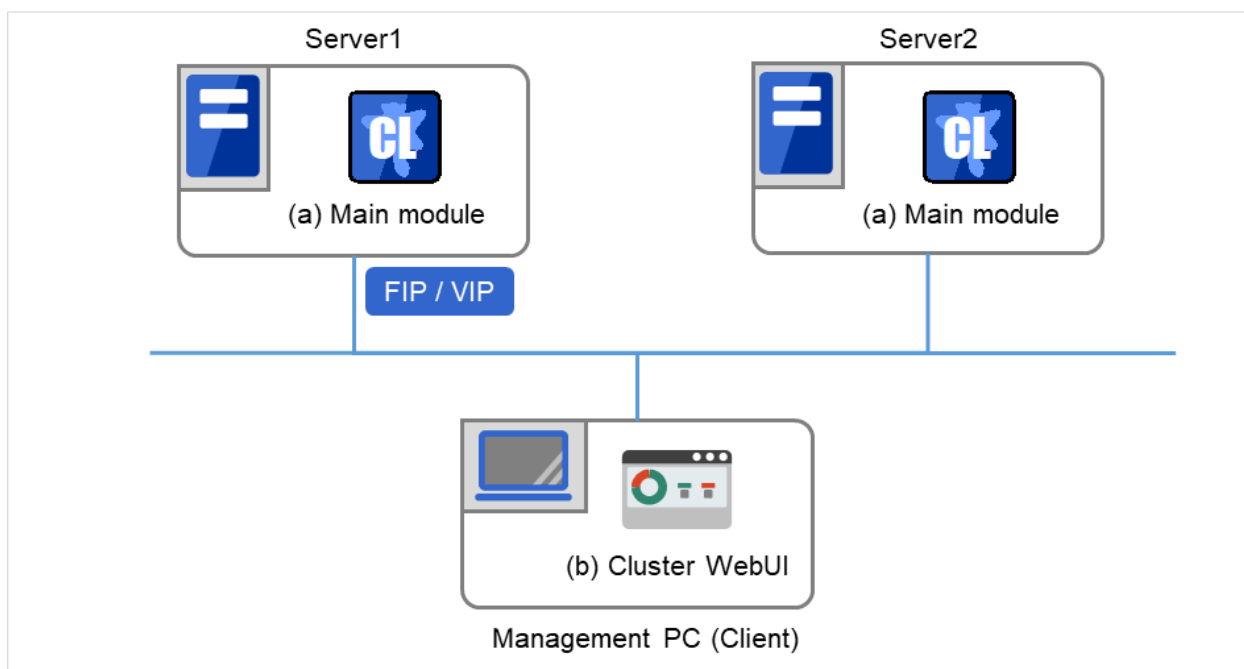 Server1
Server2
CL
CL
(a) Main module
(a) Main module
FIP / VIP
(b) Cluster WebUI
Management PC (Client)